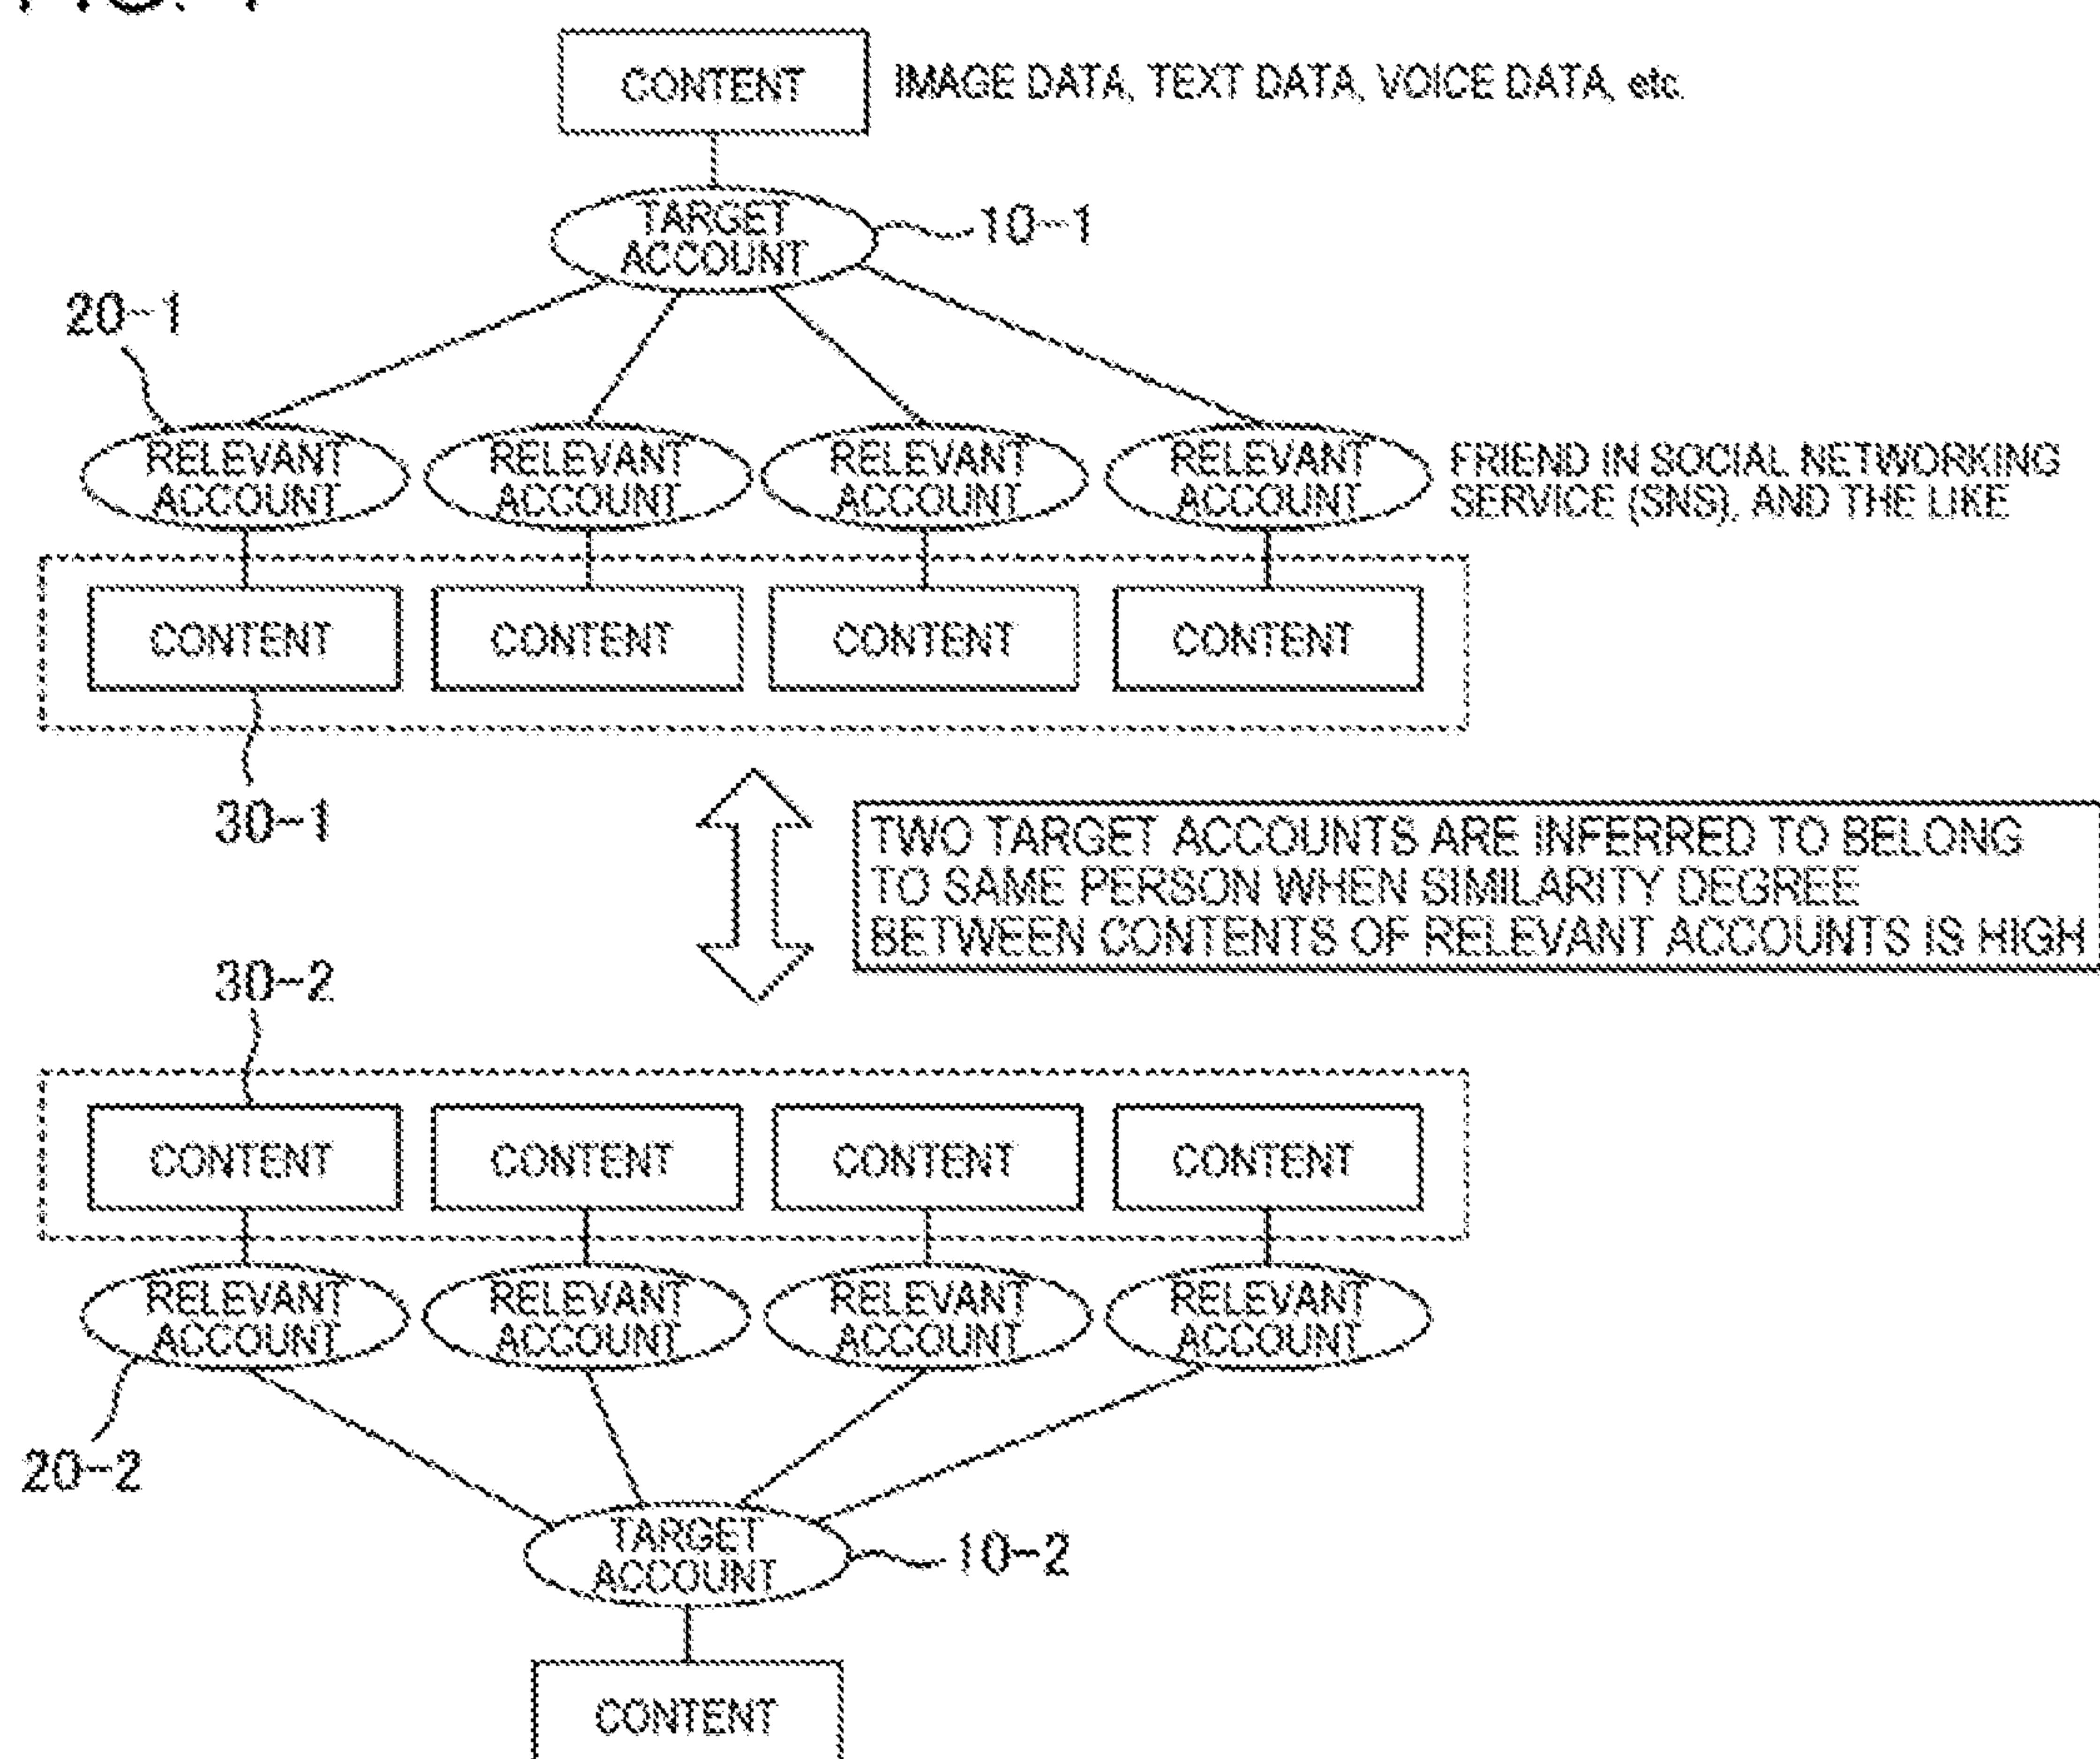 CONTENT IMAGE DATA, TEXT DATA, VOICE DATA, etc.
TARGET
ACCOUNT
10-1
20-1
RELEVANT
ACCOUNT
RELEVANT
ACCOUNT
RELEVANT
ACCOUNT
RELEVANT
ACCOUNT
FRIEND IN SOCIAL NETWORKING
SERVICE (SNS), AND THE LIKE
CONTENT
CONTENT
CONTENT
CONTENT
30-1
TWO TARGET ACCOUNTS ARE INFERRED TO BELONG
TO SAME PERSON WHEN SIMILARITY DEGREE
BETWEEN CONTENTS OF RELEVANT ACCOUNTS IS HIGH
30-2
CONTENT
CONTENT
CONTENT
CONTENT
RELEVANT
ACCOUNT
RELEVANT
ACCOUNT
RELEVANT
ACCOUNT
RELEVANT
ACCOUNT
20-2
TARGET
ACCOUNT
10-2
CONTENT